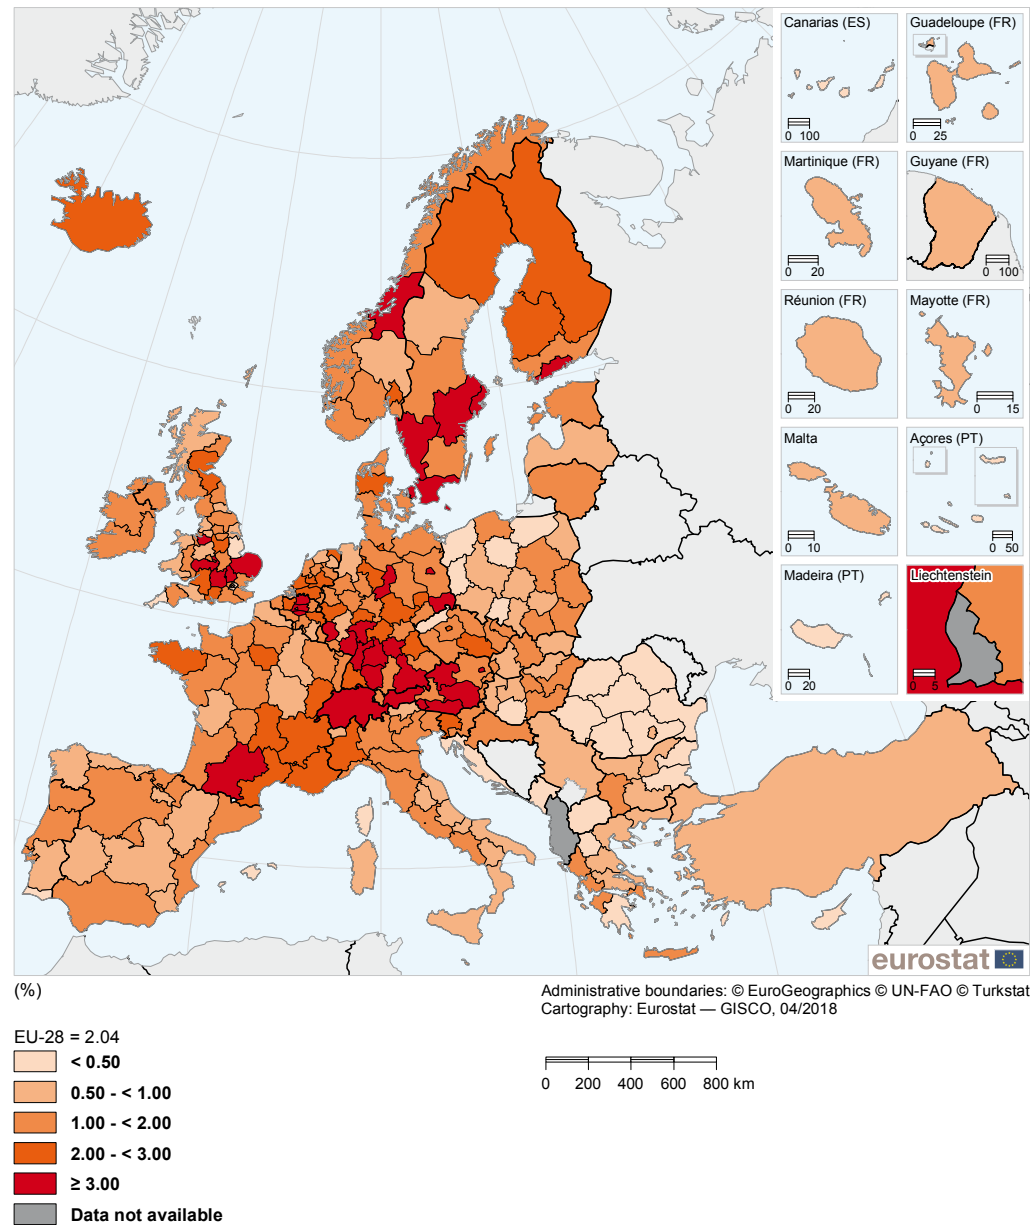 Canarias (ES)
0 100
Guadeloupe (FR)
0 25
Martinique (FR)
0 20
Guyane (FR)
0 100
Réunion (FR)
0 20
Mayotte (FR)
0 15
Malta
0 10
Açores (PT)
0 50
Madeira (PT)
0 20
Liechtenstein
0 5
eurostat
(%)
Administrative boundaries: © EuroGeographics © UN-FAO © Turkstat
Cartography: Eurostat — GISCO, 04/2018
EU-28 = 2.04
< 0.50
0.50 - < 1.00
1.00 - < 2.00
2.00 - < 3.00
≥ 3.00
Data not available
0 200 400 600 800 km